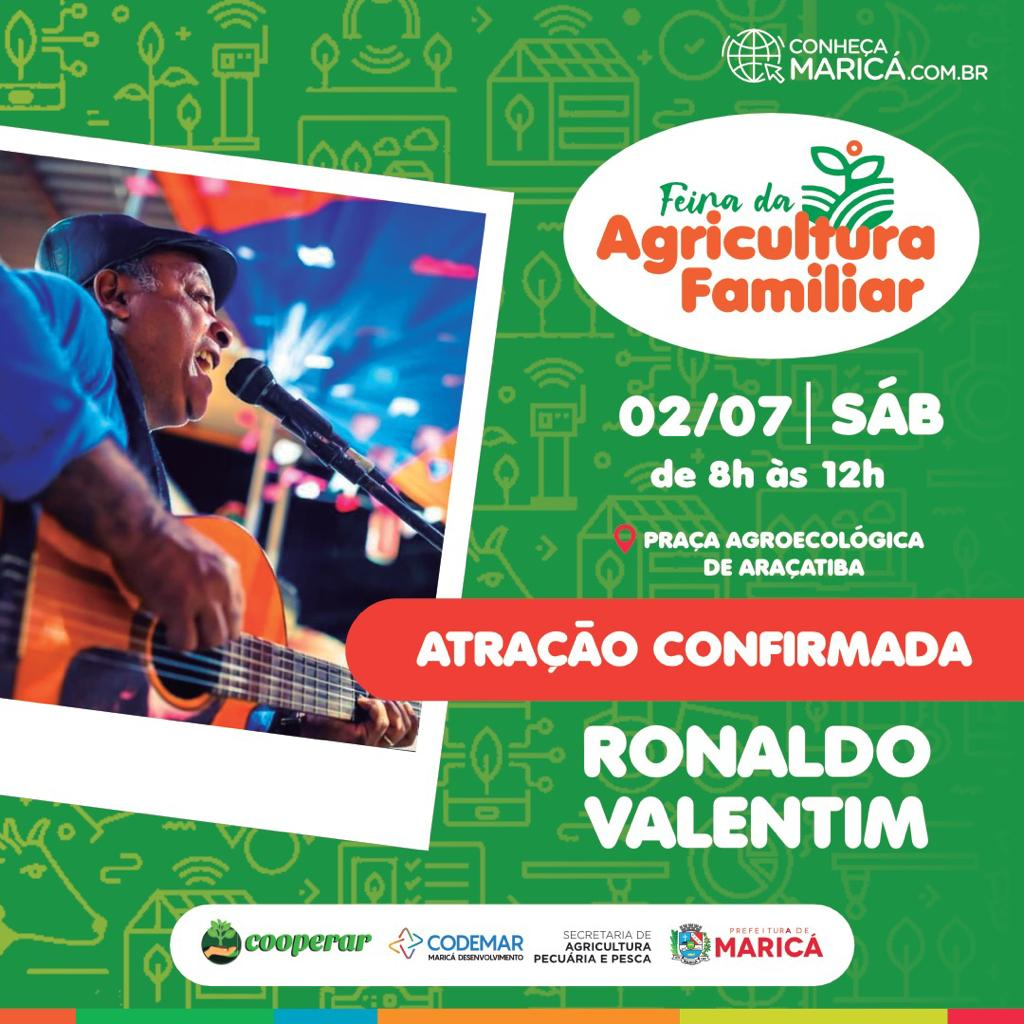 CONHEÇA
MARICÁ.COM.BR
Feira da
Agricultura
Familiar
02/07 | SÁB
de 8h às 12h
PRAÇA AGROECOLÓGICA
DE ARAÇATIBA
ATRAÇÃO CONFIRMADA
RONALDO
VALENTIM
cooperar
CODEMAR
MARICÁ DESENVOLVIMENTO
SECRETARIA DE
AGRICULTURA
PECUÁRIA E PESCA
PREFEITURA DE
MARICÁ